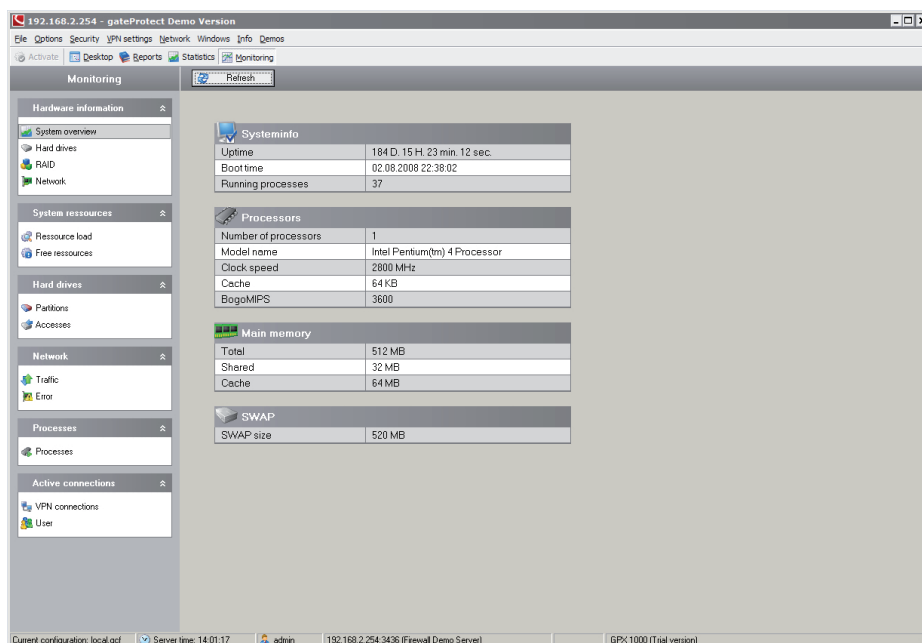 192.168.2.254 - gateProtect Demo Version
File Options Security VPN settings Network Windows Info Demos
Activate Desktop Reports Statistics Monitoring
Monitoring
Refresh
Hardware information
System overview
Hard drives
RAID
Network
System ressources
Ressource load
Free ressources
Hard drives
Partitions
Accesses
Network
Traffic
Error
Processes
Processes
Active connections
VPN connections
User
Systeminfo
Uptime 184 D. 15 H. 23 min. 12 sec.
Boot time 02.08.2008 22:38:02
Running processes 37
Processors
Number of processors 1
Model name Intel Pentium(tm) 4 Processor
Clock speed 2800 MHz
Cache 64 KB
BogoMIPS 3600
Main memory
Total 512 MB
Shared 32 MB
Cache 64 MB
SWAP
SWAP size 520 MB
Current configuration: local.gcf Server time: 14:01:17 admin 192.168.2.254:3436 (Firewall Demo Server) GPX 1000 (Trial version)